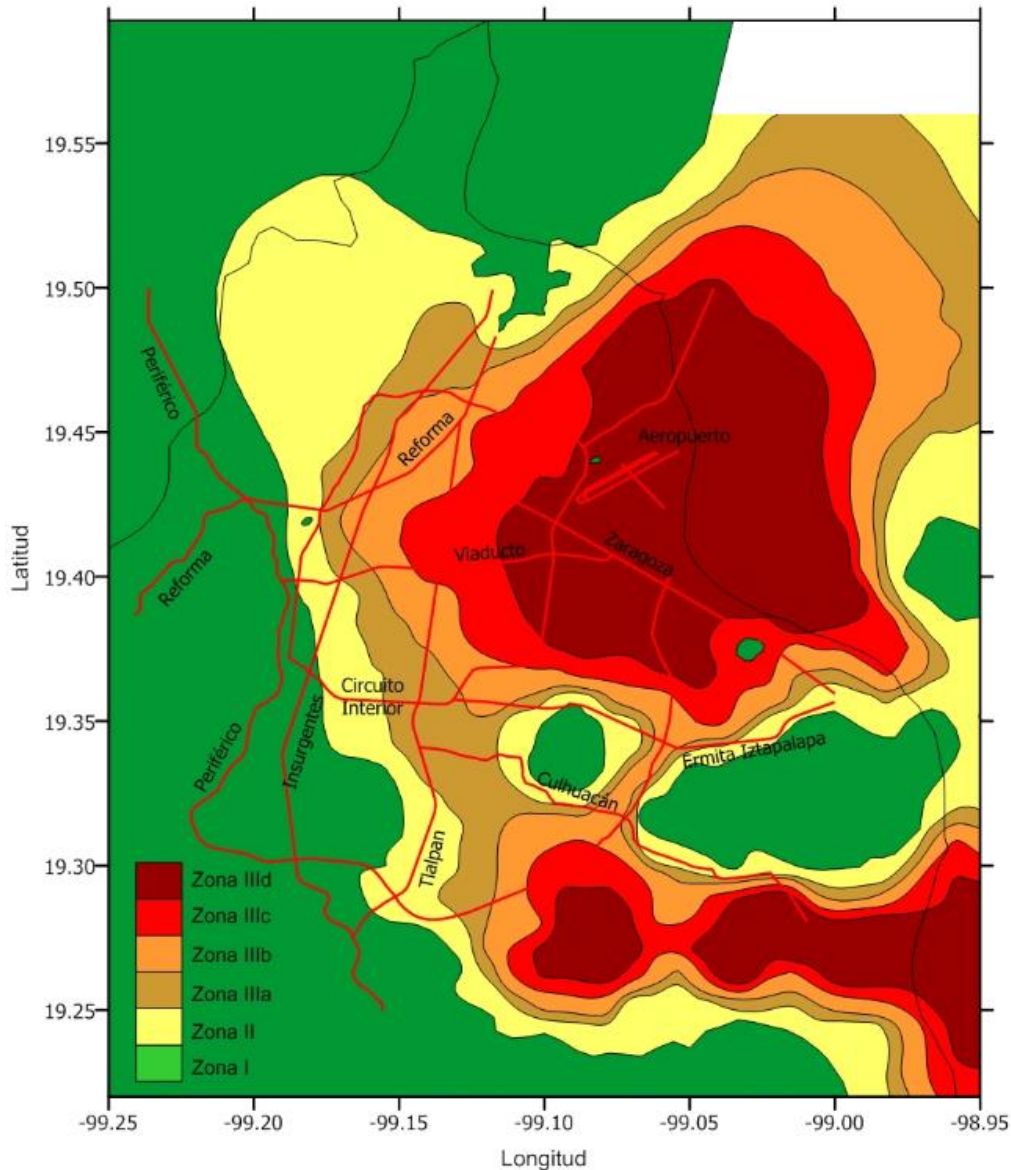 19.55
19.50
Periférico
19.45
Reforma
Aeropuerto
Latitud
Viaducto
Zaragoza
19.40
Reforma
Circuito
Interior
19.35
Periférico
Insurgentes
Ermita Iztapalapa
Culhuacán
Tlalpan
19.30
Zona IIId
Zona IIIc
Zona IIIb
Zona IIIa
19.25
Zona II
Zona I
-99.25 -99.20 -99.15 -99.10 -99.05 -99.00 -98.95
Longitud